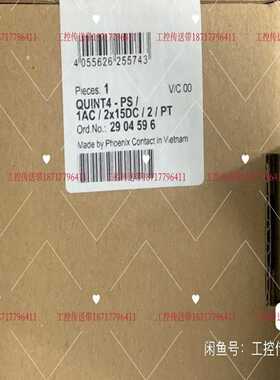 4 055626 255743
Pieces: 1
V/C 00
QUINT4 - PS /
1AC / 2x15DC / 2 / PT
Ord.No.: 29 04 59 6
Made by Phoenix Contact in Vietnam
工控传送带18717796411
工控传送带18717796411
工控传送带18717796411
工控传送带18717796411
闲鱼号:工控传